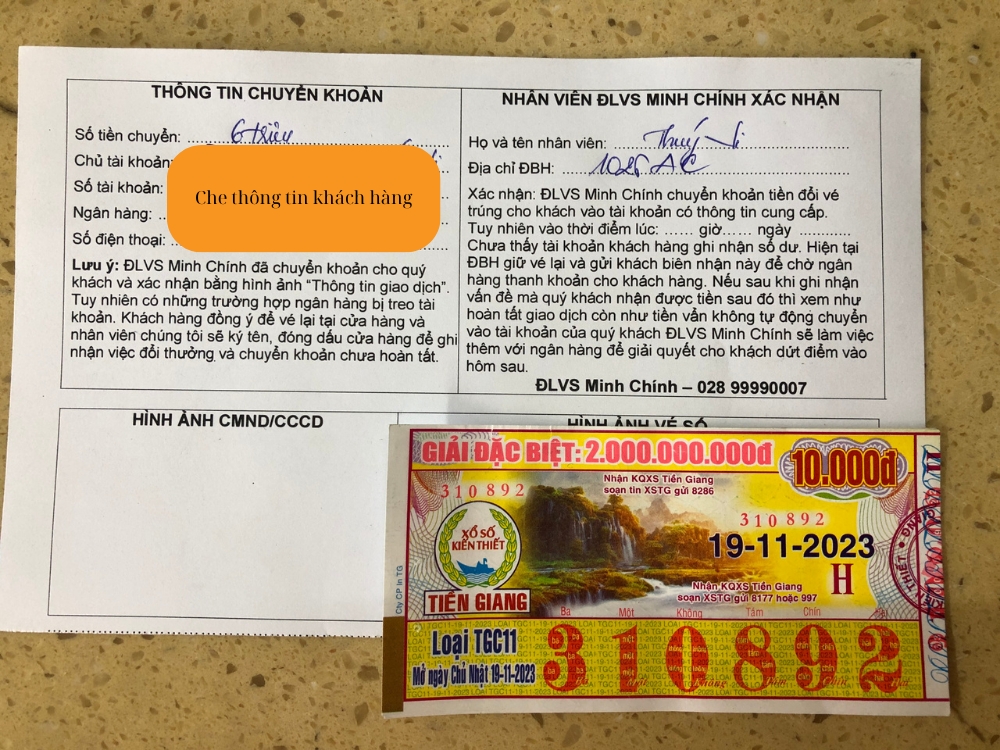 THÔNG TIN CHUYỂN KHOẢN
Số tiền chuyển: 6 triệu
Chủ tài khoản:
Số tài khoản:
Ngân hàng:
Số điện thoại:
Che thông tin khách hàng
Lưu ý: ĐLVS Minh Chính đã chuyển khoản cho quý
khách và xác nhận bằng hình ảnh “Thông tin giao dịch”.
Tuy nhiên có những trường hợp ngân hàng bị treo tài
khoản. Khách hàng đồng ý để vé lại tại cửa hàng và
nhân viên chúng tôi sẽ ký tên, đóng dấu cửa hàng để ghi
nhận việc đổi thưởng và chuyển khoản chưa hoàn tất.
NHÂN VIÊN ĐLVS MINH CHÍNH XÁC NHẬN
Họ và tên nhân viên: Thuý Vi
Địa chỉ ĐBH: 102B AC
Xác nhận: ĐLVS Minh Chính chuyển khoản tiền đổi vé
trúng cho khách vào tài khoản có thông tin cung cấp.
Tuy nhiên vào thời điểm lúc: ...... giờ...... ngày ............
Chưa thấy tài khoản khách hàng ghi nhận số dư. Hiện tại
ĐBH giữ vé lại và gửi khách biên nhận này để chờ ngân
hàng thanh khoản cho khách hàng. Nếu sau khi ghi nhận
vấn đề mà quý khách nhận được tiền sau đó thì xem như
hoàn tất giao dịch còn như tiền vẫn không tự động chuyển
vào tài khoản của quý khách ĐLVS Minh Chính sẽ làm việc
thêm với ngân hàng để giải quyết cho khách dứt điểm vào
hôm sau.
ĐLVS Minh Chính – 028 99990007
HÌNH ẢNH CMND/CCCD
HÌNH ẢNH VÉ SỐ
GIẢI ĐẶC BIỆT: 2.000.000.000đ
10.000đ
Nhận KQXS Tiền Giang
soạn tin XSTG gửi 8286
310892
310892
XỔ SỐ
KIẾN THIẾT
TIỀN GIANG
19-11-2023
H
Nhận KQXS Tiền Giang
soạn XSTG gửi 8177 hoặc 997
Cty CP In TG
Ba Một Không Tám Chín Hai
Loại TGC11
Mở ngày Chủ Nhật 19-11-2023
310892